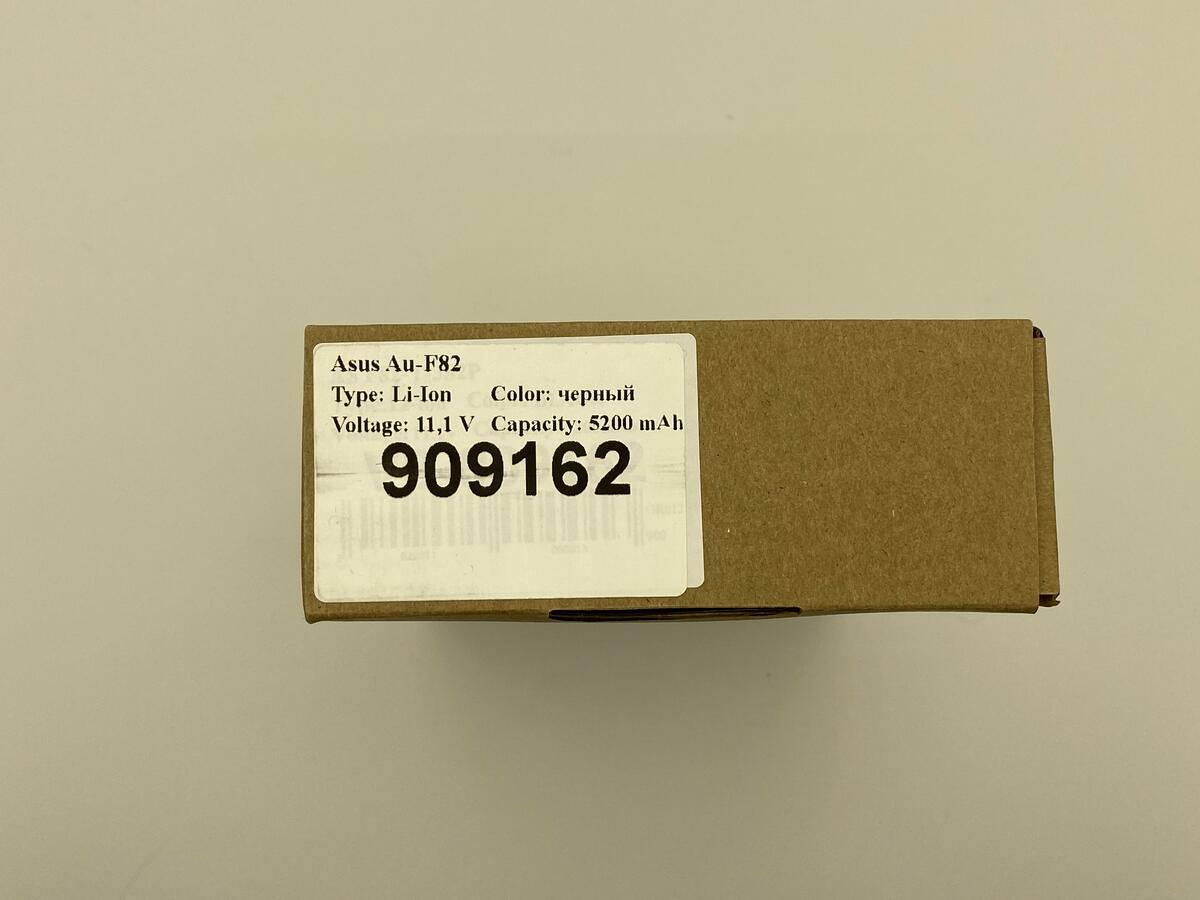 Asus Au-F82
Type: Li-Ion Color: черный
Voltage: 11,1 V Capacity: 5200 mAh
909162